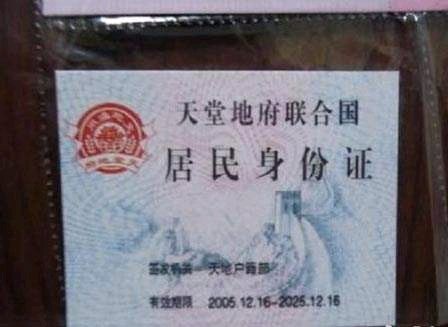 天堂地府联合国
居民身份证
签发机关 天地户籍部
有效期限 2005.12.16-2025.12.16